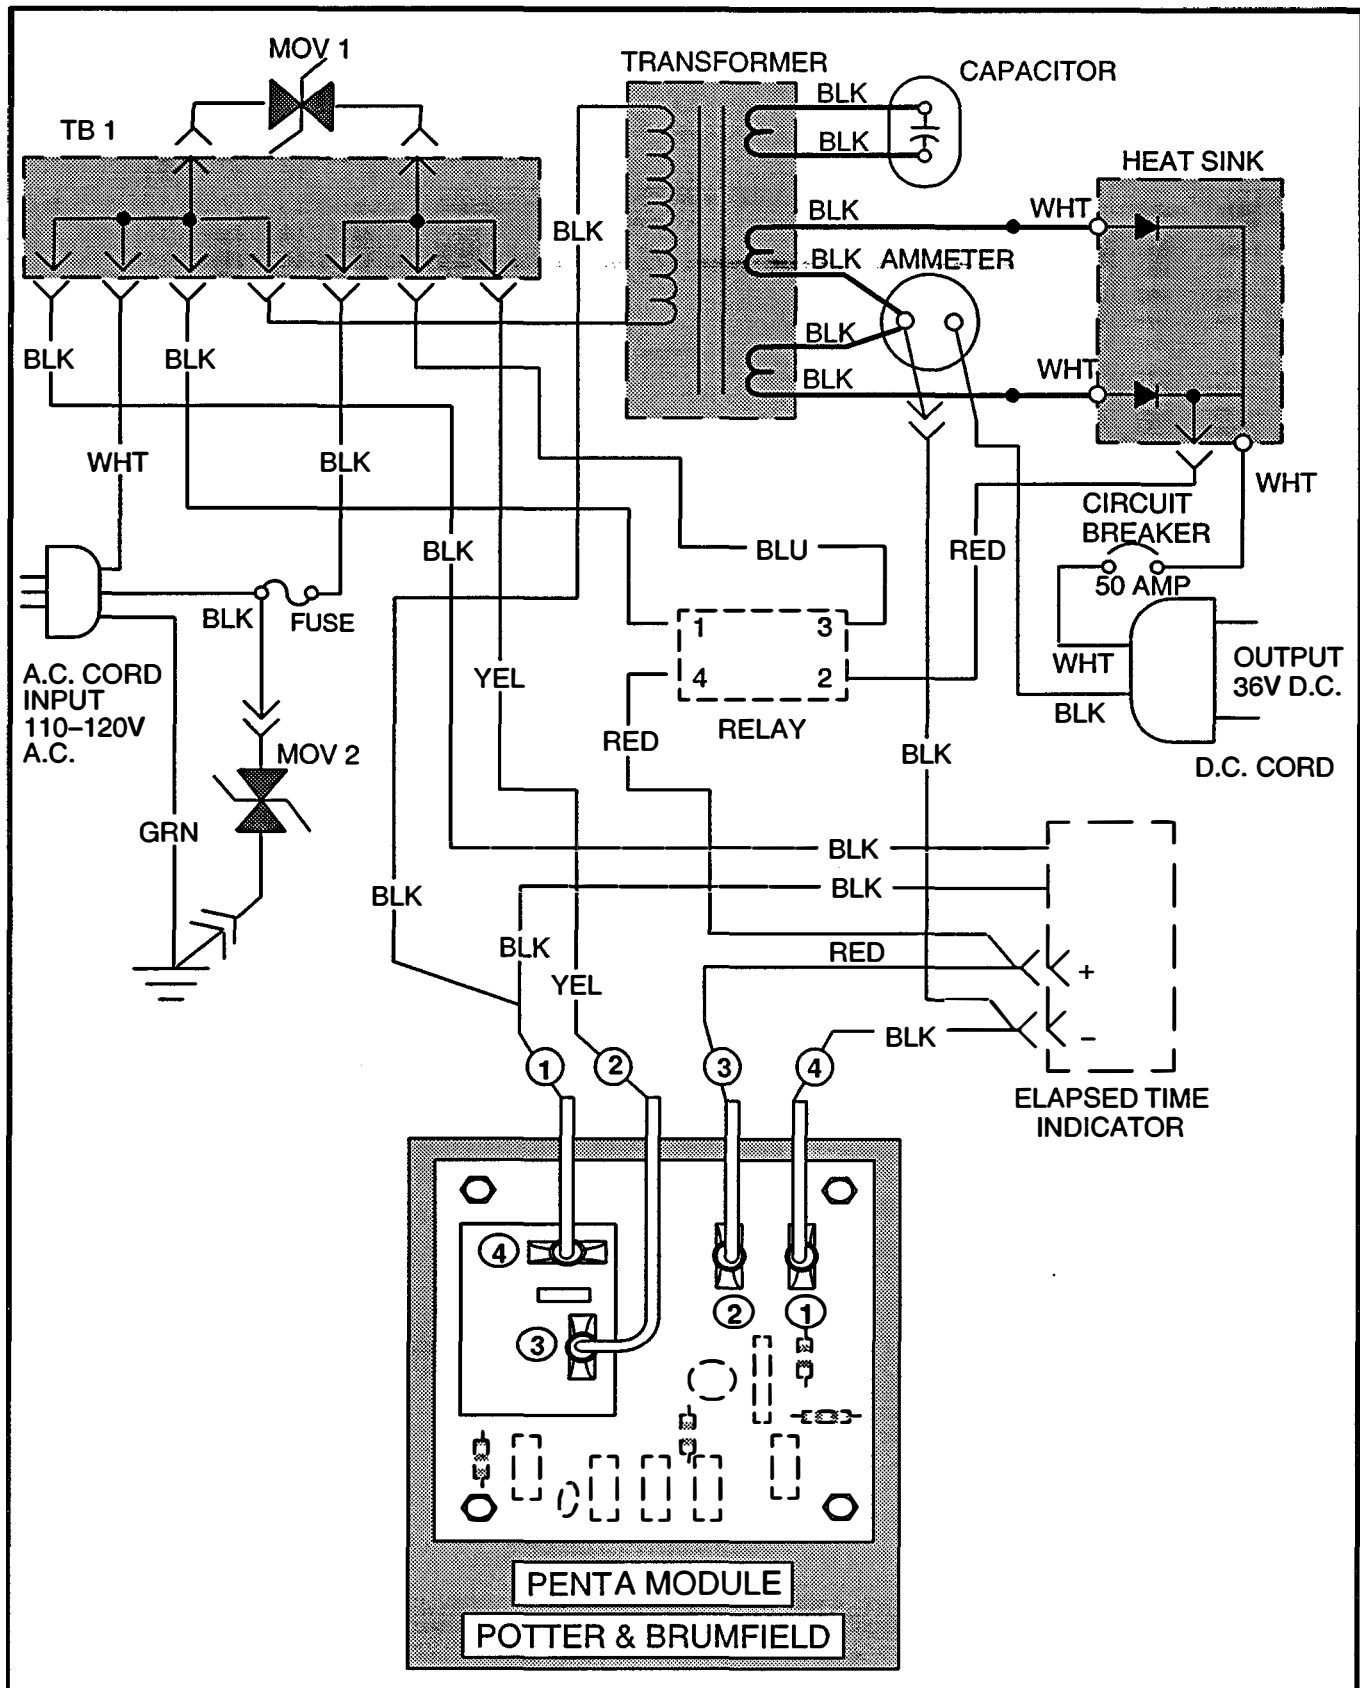 MOV 1
TRANSFORMER
CAPACITOR
TB 1
BLK
BLK
HEAT SINK
BLK
BLK
WHT
BLK
AMMETER
BLK
BLK
WHT
BLK
BLK
WHT
BLK
WHT
CIRCUIT
BREAKER
50 AMP
BLK
BLU
RED
BLK
FUSE
1
3
4
2
RELAY
A.C. CORD
INPUT
110–120V
A.C.
YEL
WHT
OUTPUT
36V D.C.
BLK
D.C. CORD
RED
BLK
MOV 2
GRN
BLK
BLK
BLK
BLK
RED
YEL
+
BLK
–
1
2
3
4
ELAPSED TIME
INDICATOR
4
2
1
3
PENTA MODULE
POTTER & BRUMFIELD